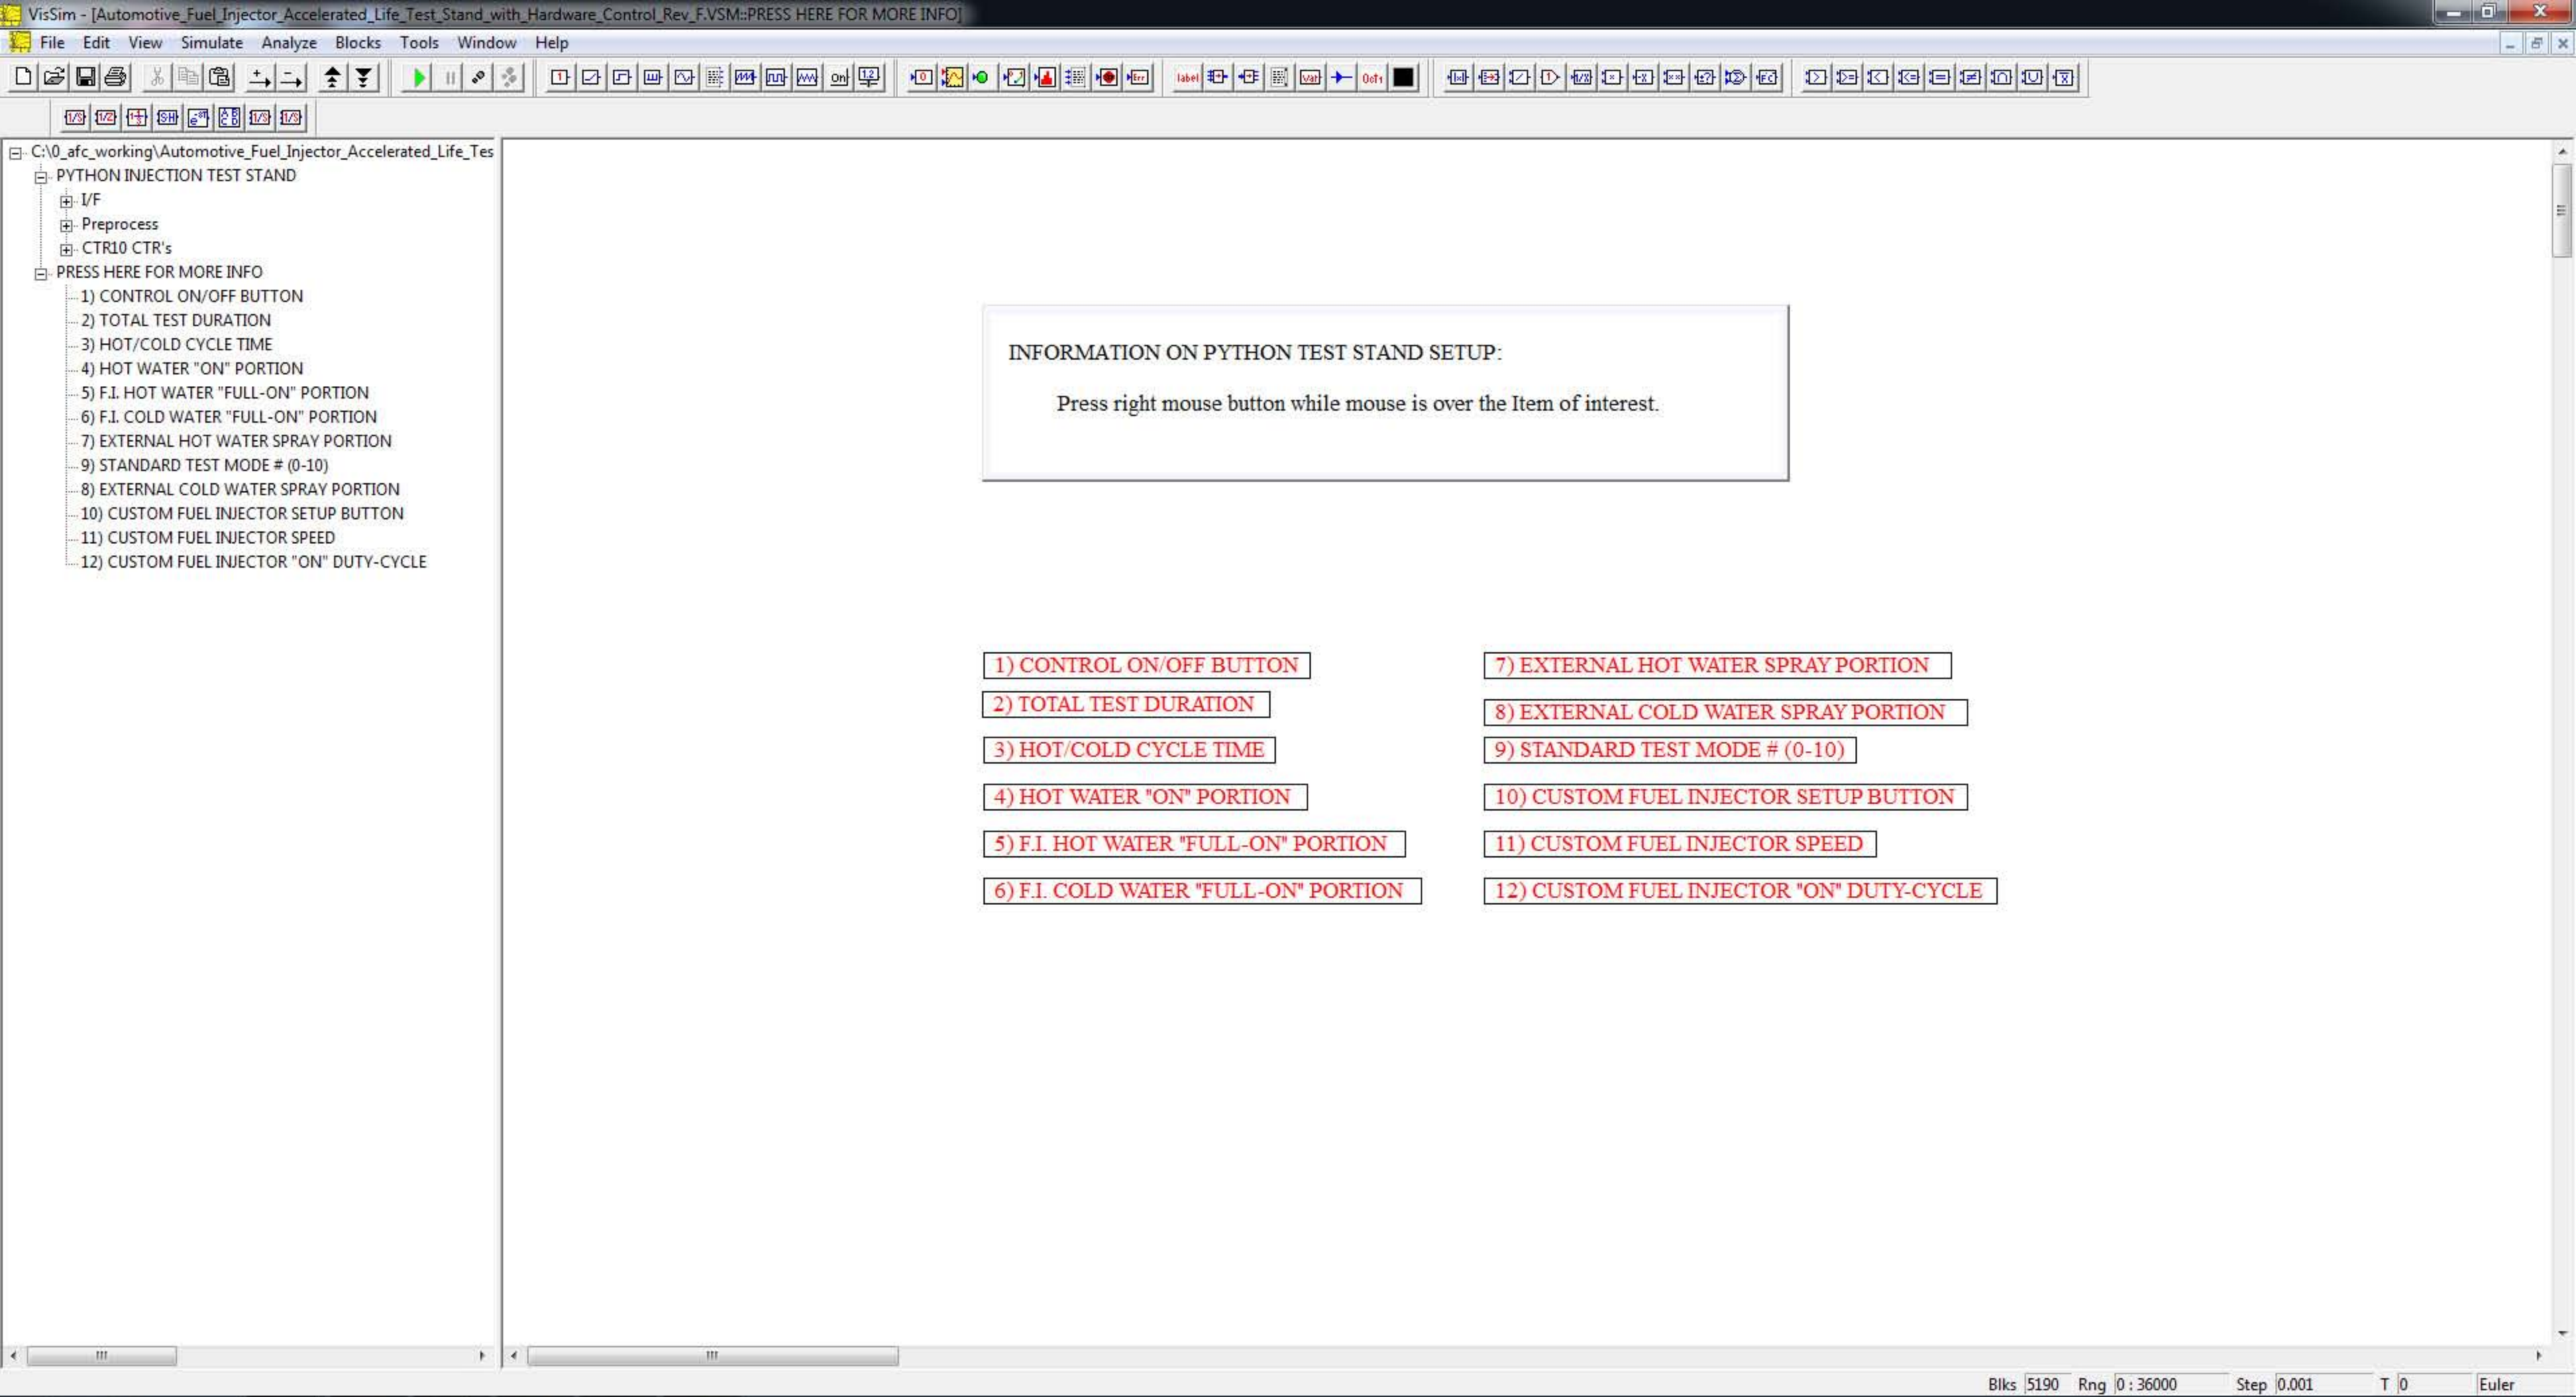 VisSim - [Automotive_Fuel_Injector_Accelerated_Life_Test_Stand_with_Hardware_Control_Rev_F.VSM::PRESS HERE FOR MORE INFO]
File Edit View Simulate Analyze Blocks Tools Window Help
C:\0_afc_working\Automotive_Fuel_Injector_Accelerated_Life_Tes
PYTHON INJECTION TEST STAND
I/F
Preprocess
CTR10 CTR's
PRESS HERE FOR MORE INFO
1) CONTROL ON/OFF BUTTON
2) TOTAL TEST DURATION
3) HOT/COLD CYCLE TIME
4) HOT WATER "ON" PORTION
5) F.I. HOT WATER "FULL-ON" PORTION
6) F.I. COLD WATER "FULL-ON" PORTION
7) EXTERNAL HOT WATER SPRAY PORTION
9) STANDARD TEST MODE # (0-10)
8) EXTERNAL COLD WATER SPRAY PORTION
10) CUSTOM FUEL INJECTOR SETUP BUTTON
11) CUSTOM FUEL INJECTOR SPEED
12) CUSTOM FUEL INJECTOR "ON" DUTY-CYCLE
INFORMATION ON PYTHON TEST STAND SETUP:
Press right mouse button while mouse is over the Item of interest.
1) CONTROL ON/OFF BUTTON
2) TOTAL TEST DURATION
3) HOT/COLD CYCLE TIME
4) HOT WATER "ON" PORTION
5) F.I. HOT WATER "FULL-ON" PORTION
6) F.I. COLD WATER "FULL-ON" PORTION
7) EXTERNAL HOT WATER SPRAY PORTION
8) EXTERNAL COLD WATER SPRAY PORTION
9) STANDARD TEST MODE # (0-10)
10) CUSTOM FUEL INJECTOR SETUP BUTTON
11) CUSTOM FUEL INJECTOR SPEED
12) CUSTOM FUEL INJECTOR "ON" DUTY-CYCLE
Blks 5190 Rng 0 : 36000 Step 0.001 T 0 Euler